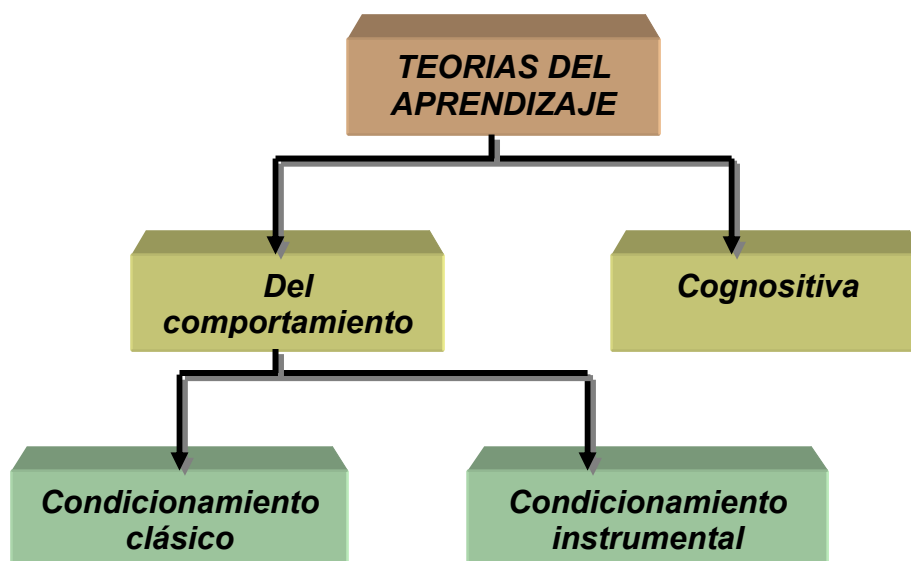 TEORIAS DEL
APRENDIZAJE
Del
comportamiento
Cognositiva
Condicionamiento
clásico
Condicionamiento
instrumental